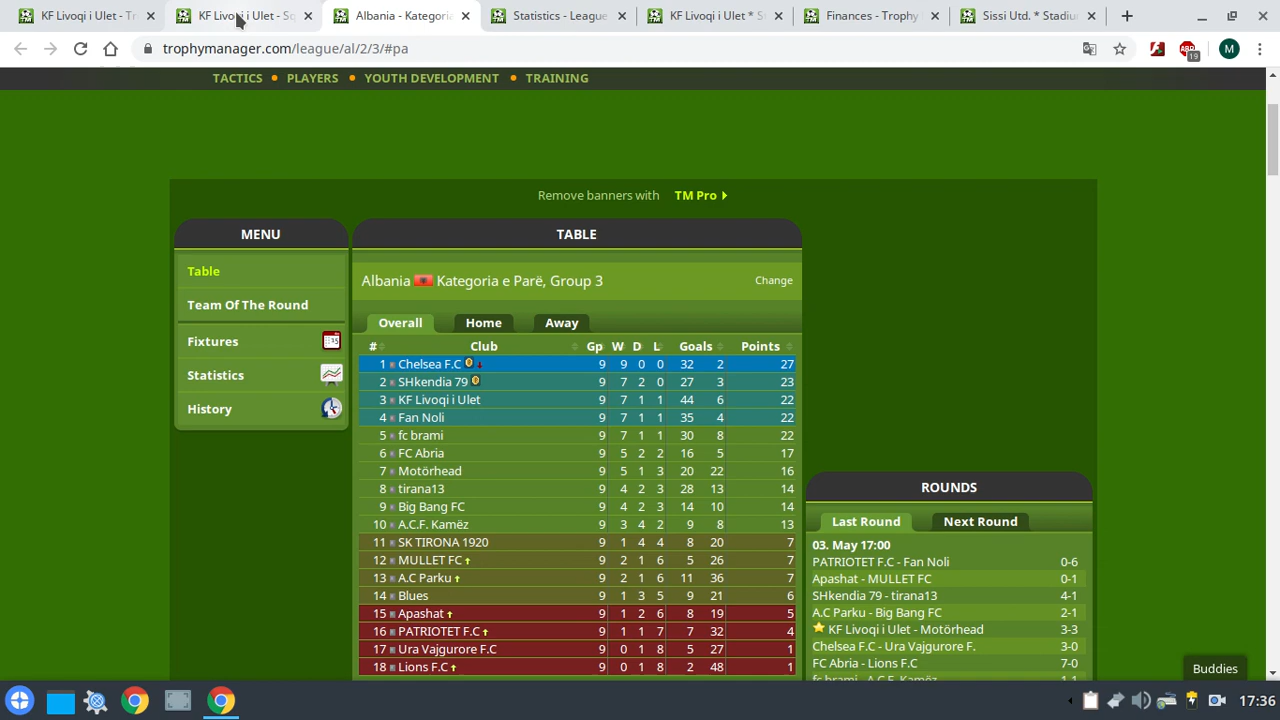 KF Livoqi i Ulet - Tr
KF Livoqi i Ulet - Sq
Albania - Kategoria
Statistics - League
KF Livoqi i Ulet * S
Finances - Trophy
Sissi Utd. * Stadiu
trophymanager.com/league/al/2/3/#pa
M
19
TACTICS PLAYERS YOUTH DEVELOPMENT TRAINING
Remove banners with TM Pro
MENU
Table
Team Of The Round
Fixtures
Statistics
History
TABLE
Albania Kategoria e Parë, Group 3 Change
Overall Home Away
# Club Gp W D L Goals Points
1 Chelsea F.C 9 9 0 0 32 2 27
2 SHkendia 79 9 7 2 0 27 3 23
3 KF Livoqi i Ulet 9 7 1 1 44 6 22
4 Fan Noli 9 7 1 1 35 4 22
5 fc brami 9 7 1 1 30 8 22
6 FC Abria 9 5 2 2 16 5 17
7 Motörhead 9 5 1 3 20 22 16
8 tirana13 9 4 2 3 28 13 14
9 Big Bang FC 9 4 2 3 14 10 14
10 A.C.F. Kamëz 9 3 4 2 9 8 13
11 SK TIRONA 1920 9 1 4 4 8 20 7
12 MULLET FC 9 2 1 6 5 26 7
13 A.C Parku 9 2 1 6 11 36 7
14 Blues 9 1 3 5 9 21 6
15 Apashat 9 1 2 6 8 19 5
16 PATRIOTET F.C 9 1 1 7 7 32 4
17 Ura Vajgurore F.C 9 0 1 8 5 27 1
18 Lions F.C 9 0 1 8 2 48 1
ROUNDS
Last Round Next Round
03. May 17:00
PATRIOTET F.C - Fan Noli 0-6
Apashat - MULLET FC 0-1
SHkendia 79 - tirana13 4-1
A.C Parku - Big Bang FC 2-1
KF Livoqi i Ulet - Motörhead 3-3
Chelsea F.C - Ura Vajgurore F. 3-0
FC Abria - Lions F.C 7-0
fc brami - A.C.F. Kamëz 1-1
Buddies
17:36